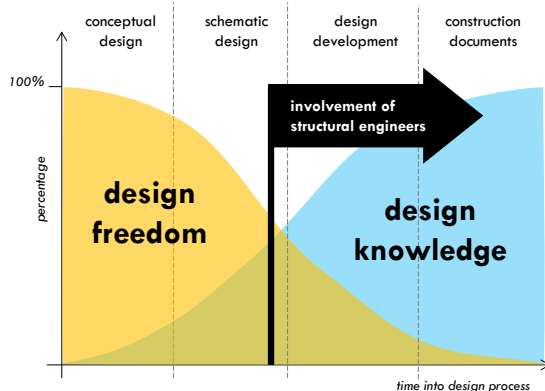 conceptual
design
schematic
design
design
development
construction
documents
100%
involvement of
structural engineers
percentage
design
freedom
design
knowledge
time into design process